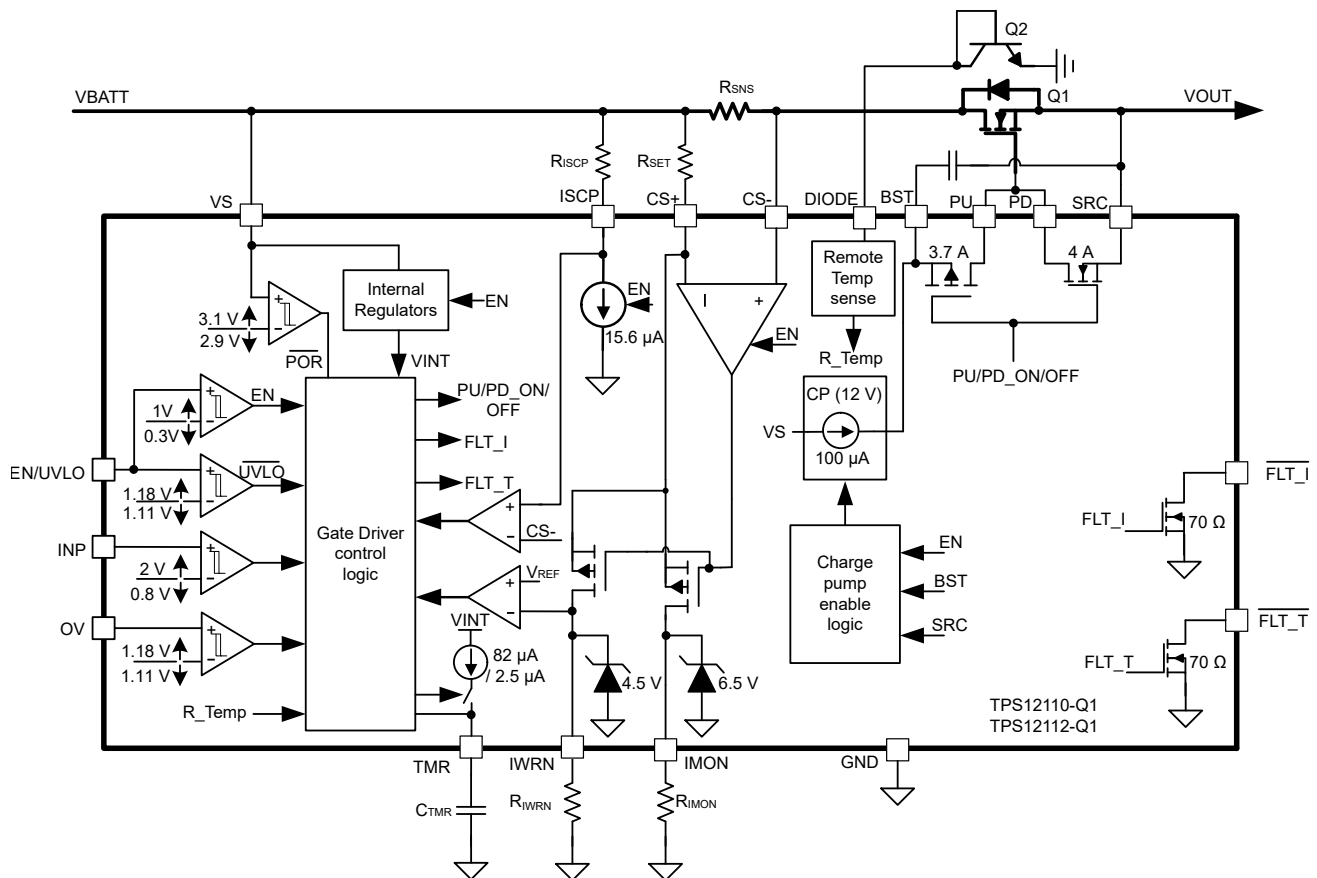 Q2
RSNS
Q1
VBATT
VOUT
RISCP
RSET
VS
ISCP
CS+
CS-
DIODE
BST
PU
PD
SRC
3.7 A
4 A
Remote
Temp
sense
Internal
Regulators
EN
EN
15.6 µA
I
+
EN
+
−
3.1 V
2.9 V
POR
VINT
R_Temp
PU/PD_ON/OFF
CP (12 V)
VS
100 µA
EN
+
−
1V
0.3V
PU/PD_ON/
OFF
FLT_I
FLT_T
EN/UVLO
UVLO
+
−
1.18 V
1.11 V
+
−
CS-
Gate Driver
control
logic
INP
+
−
2 V
0.8 V
VREF
+
−
Charge
pump
enable
logic
EN
BST
SRC
FLT_I
FLT_I
70 Ω
OV
+
−
1.18 V
1.11 V
VINT
82 µA
/ 2.5 µA
4.5 V
6.5 V
FLT_T
FLT_T
70 Ω
R_Temp
TPS12110-Q1
TPS12112-Q1
TMR
IWRN
IMON
GND
CTMR
RIWRN
RIMON